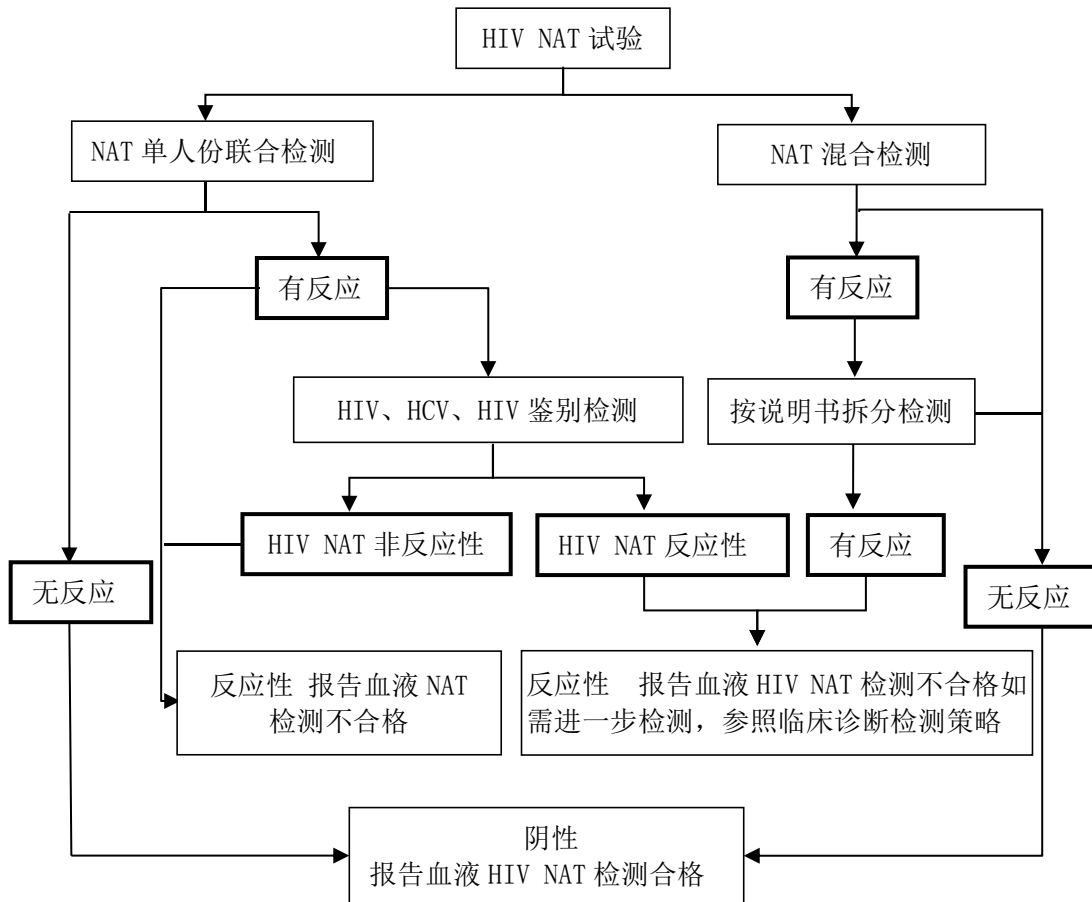 HIV NAT 试验
NAT 单人份联合检测
NAT 混合检测
有反应
有反应
HIV、HCV、HIV 鉴别检测
按说明书拆分检测
HIV NAT 非反应性
HIV NAT 反应性
有反应
无反应
无反应
反应性 报告血液 NAT
检测不合格
反应性 报告血液 HIV NAT 检测不合格如
需进一步检测，参照临床诊断检测策略
阴性
报告血液 HIV NAT 检测合格